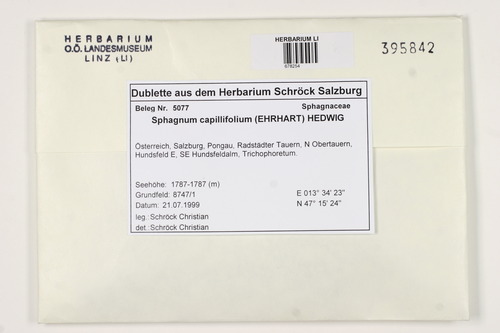 HERBARIUM
O.Ö. LANDESMUSEUM
LINZ (LI)
HERBARIUM LI
395842
Dublette aus dem Herbarium Schröck Salzburg
Beleg Nr. 5077 Sphagnaceae
Sphagnum capillifolium (EHRHART) HEDWIG
Österreich, Salzburg, Pongau, Radstädter Tauern, N Obertauern,
Hundsfeld E, SE Hundsfeldalm, Trichophoretum.
Seehöhe: 1787-1787 (m)
Grundfeld: 8747/1 E 013° 34' 23"
Datum: 21.07.1999 N 47° 15' 24"
leg.: Schröck Christian
det.: Schröck Christian